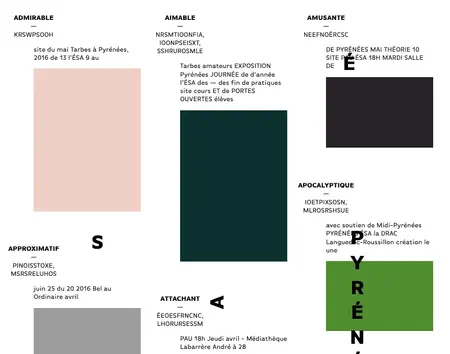 ADMIRABLE
—
KRSWPSOOH
site du mai Tarbes à Pyrénées,
2016 de 13 l'ÉSA 9 au
AIMABLE
—
NRSMTIOONFIA,
IOONPSEISXT,
SSHRUROSMLE
Tarbes amateurs EXPOSITION
Pyrénées JOURNÉE de d'année
l'ÉSA des — des fin de pratiques
site cours ET de PORTES
OUVERTES élèves
AMUSANTE
—
NEEFNOÉRCSC
DE PYRÉNÉES MAI THÉORIE 10
SITE ÉSA 18H MARDI SALLE
DE
É
APOCALYPTIQUE
—
IOETPIXSOSN,
MLROSRSHSUE
avec soutien de Midi-Pyrénées
PYRÉNÉES ÉSA la DRAC
Languedoc-Roussillon création le
une
P
Y
R
É
N
S
APPROXIMATIF
—
PINOISSTOXE,
MSRSRELUHOS
juin 25 du 20 2016 Bel au
Ordinaire avril
A
ATTACHANT
—
ÉEOESFRNCNC,
LHORURSESSM
PAU 18h Jeudi avril - Médiathèque
Labarrère André à 28